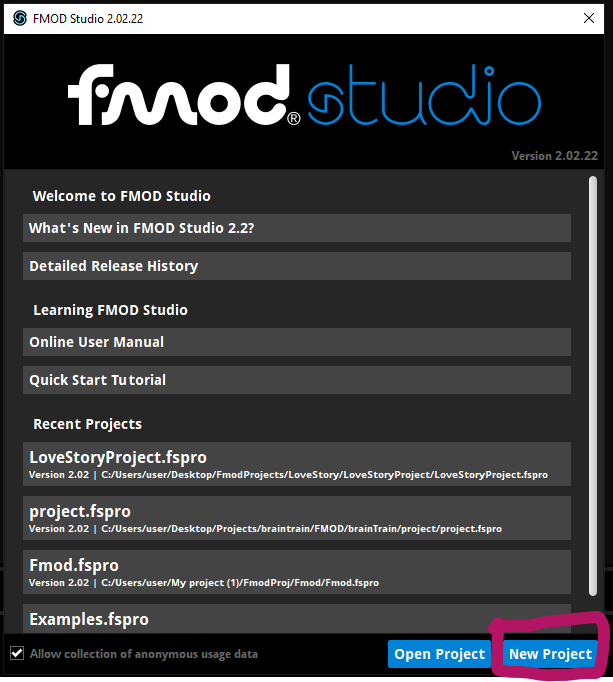 FMOD Studio 2.02.22
fmod® studio
Version 2.02.22
Welcome to FMOD Studio
What's New in FMOD Studio 2.2?
Detailed Release History
Learning FMOD Studio
Online User Manual
Quick Start Tutorial
Recent Projects
LoveStoryProject.fspro
Version 2.02 | C:/Users/user/Desktop/FmodProjects/LoveStory/LoveStoryProject/LoveStoryProject.fspro
project.fspro
Version 2.02 | C:/Users/user/Desktop/Projects/braintrain/FMOD/brainTrain/project/project.fspro
Fmod.fspro
Version 2.02 | C:/Users/user/My project (1)/FmodProj/Fmod/Fmod.fspro
Examples.fspro
Allow collection of anonymous usage data
Open Project
New Project